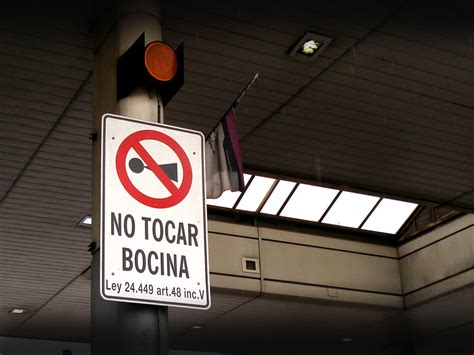 NO TOCAR
BOCINA
Ley 24.449 art.48 inc.V